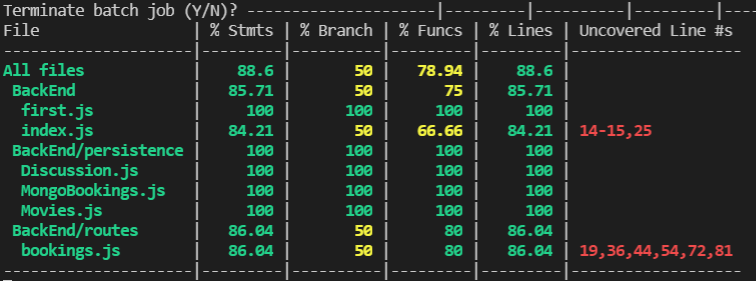 Terminate batch job (Y/N)? --------------------|---------|----------|---------|----
File | % Stmts | % Branch | % Funcs | % Lines | Uncovered Line #s
--------------------|---------|----------|---------|---------|-------------------
All files | 88.6 | 50 | 78.94 | 88.6 |
BackEnd | 85.71 | 50 | 75 | 85.71 |
first.js | 100 | 100 | 100 | 100 |
index.js | 84.21 | 50 | 66.66 | 84.21 | 14-15,25
BackEnd/persistence | 100 | 100 | 100 | 100 |
Discussion.js | 100 | 100 | 100 | 100 |
MongoBookings.js | 100 | 100 | 100 | 100 |
Movies.js | 100 | 100 | 100 | 100 |
BackEnd/routes | 86.04 | 50 | 80 | 86.04 |
bookings.js | 86.04 | 50 | 80 | 86.04 | 19,36,44,54,72,81
--------------------|---------|----------|---------|---------|-------------------